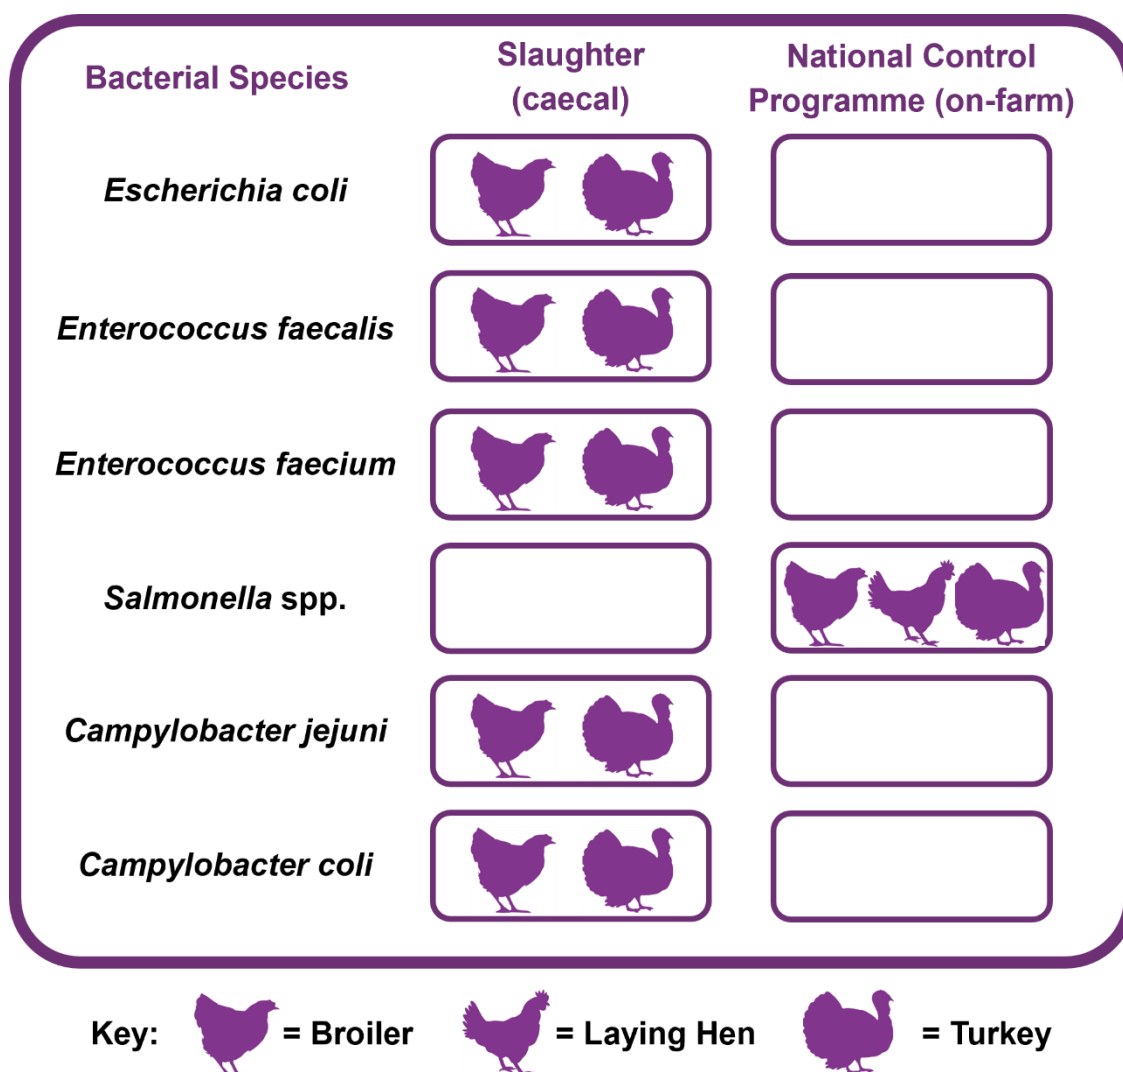 Bacterial Species
Slaughter
(caecal)
National Control
Programme (on-farm)
Escherichia coli
Enterococcus faecalis
Enterococcus faecium
Salmonella spp.
Campylobacter jejuni
Campylobacter coli
Key: = Broiler = Laying Hen = Turkey